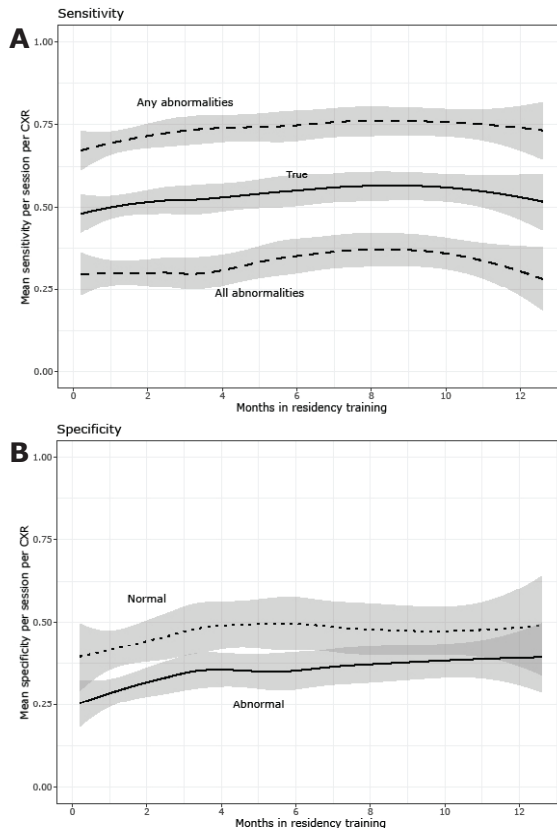 Sensitivity
A
1.00
Any abnormalities
0.75
True
0.50
Mean sensitivity per session per CXR
0.25
All abnormalities
0.00
0 2 4 6 8 10 12
Months in residency training
Specificity
B
1.00
Normal
0.75
0.50
Mean specificity per session per CXR
0.25
Abnormal
0.00
0 2 4 6 8 10 12
Months in residency training